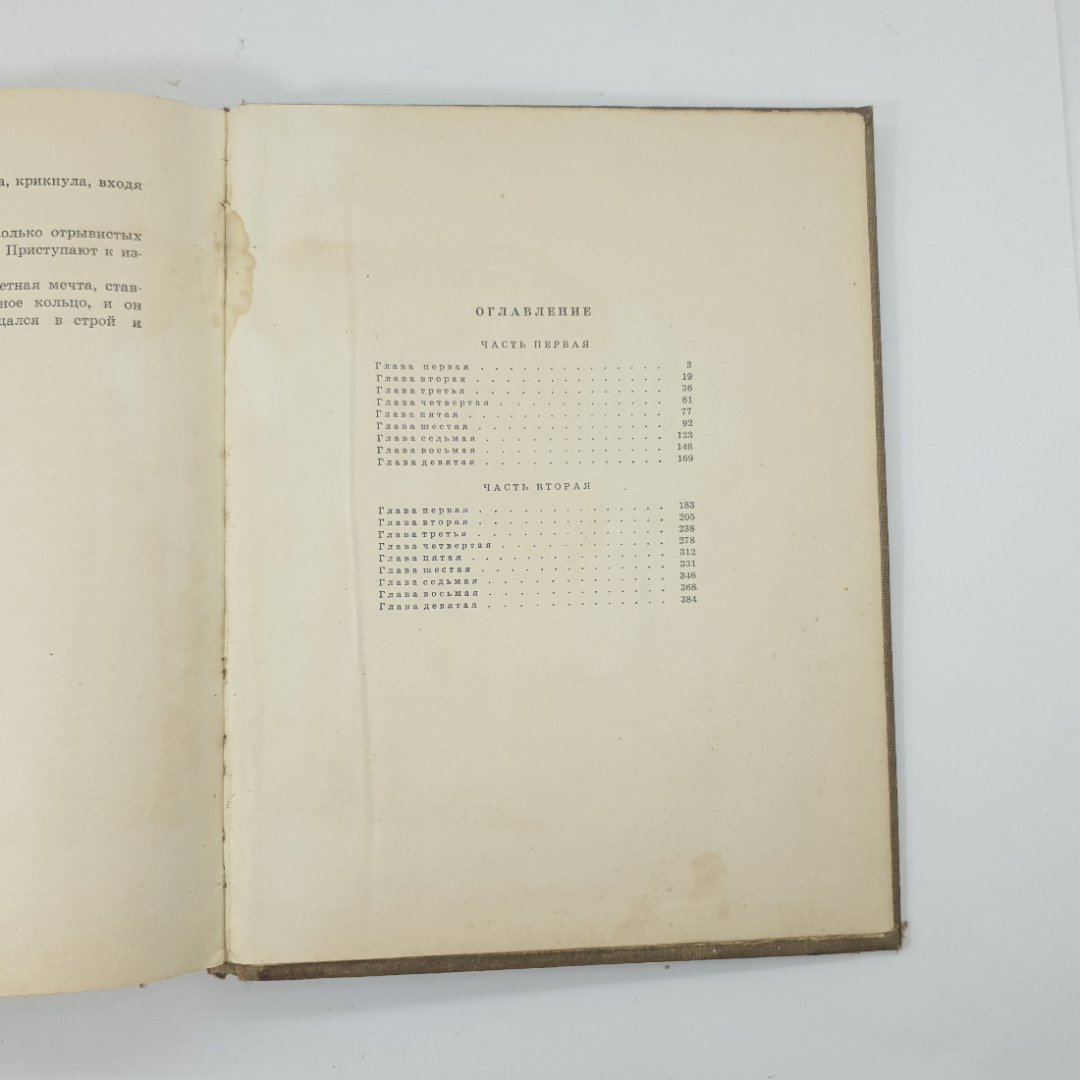 а, крикнула, входя
олько отрывистых
Приступают к из-
етная мечта, став-
ное кольцо, и он
щался в строй и
ОГЛАВЛЕНИЕ
ЧАСТЬ ПЕРВАЯ
Глава первая . . . . . . . . . . . . . 3
Глава вторая . . . . . . . . . . . . . 19
Глава третья . . . . . . . . . . . . . 36
Глава четвертая . . . . . . . . . . . 61
Глава пятая . . . . . . . . . . . . . 77
Глава шестая . . . . . . . . . . . . . 92
Глава седьмая . . . . . . . . . . . . 123
Глава восьмая . . . . . . . . . . . . 148
Глава девятая . . . . . . . . . . . . 169
ЧАСТЬ ВТОРАЯ
Глава первая . . . . . . . . . . . . . 183
Глава вторая . . . . . . . . . . . . . 205
Глава третья . . . . . . . . . . . . . 238
Глава четвертая . . . . . . . . . . . 278
Глава пятая . . . . . . . . . . . . . 312
Глава шестая . . . . . . . . . . . . . 331
Глава седьмая . . . . . . . . . . . . 346
Глава восьмая . . . . . . . . . . . . 368
Глава девятая . . . . . . . . . . . . 384